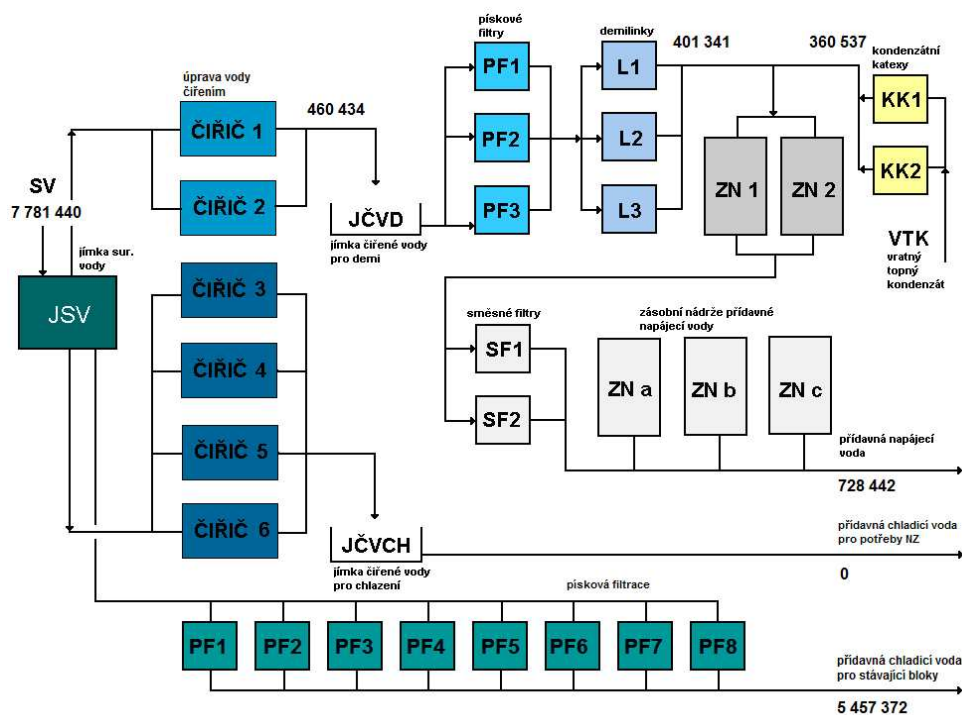 pískové
filtry
demilinky
401 341
360 537
kondenzátní
katexy
úprava vody
čiřením
460 434
ČIŘIČ 1
ČIŘIČ 2
PF1
PF2
PF3
L1
L2
L3
KK1
KK2
ZN 1
ZN 2
SV
7 781 440
jímka sur.
vody
JSV
JČVD
jímka čiřené vody
pro demi
VTK
vratný
topný
kondenzát
ČIŘIČ 3
ČIŘIČ 4
ČIŘIČ 5
ČIŘIČ 6
směsné filtry
SF1
SF2
zásobní nádrže přídavné
napájecí vody
ZN a
ZN b
ZN c
přídavná napájecí
voda
728 442
JČVCH
jímka čiřené vody
pro chlazení
přídavná chladicí voda
pro potřeby NZ
0
písková filtrace
PF1
PF2
PF3
PF4
PF5
PF6
PF7
PF8
přídavná chladicí voda
pro stávající bloky
5 457 372